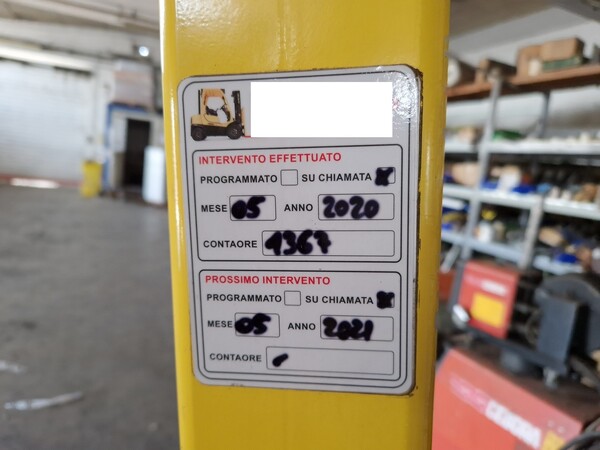 INTERVENTO EFFETTUATO
PROGRAMMATO SU CHIAMATA X
MESE 05 ANNO 2020
CONTAORE 1367
PROSSIMO INTERVENTO
PROGRAMMATO SU CHIAMATA X
MESE 05 ANNO 2021
CONTAORE